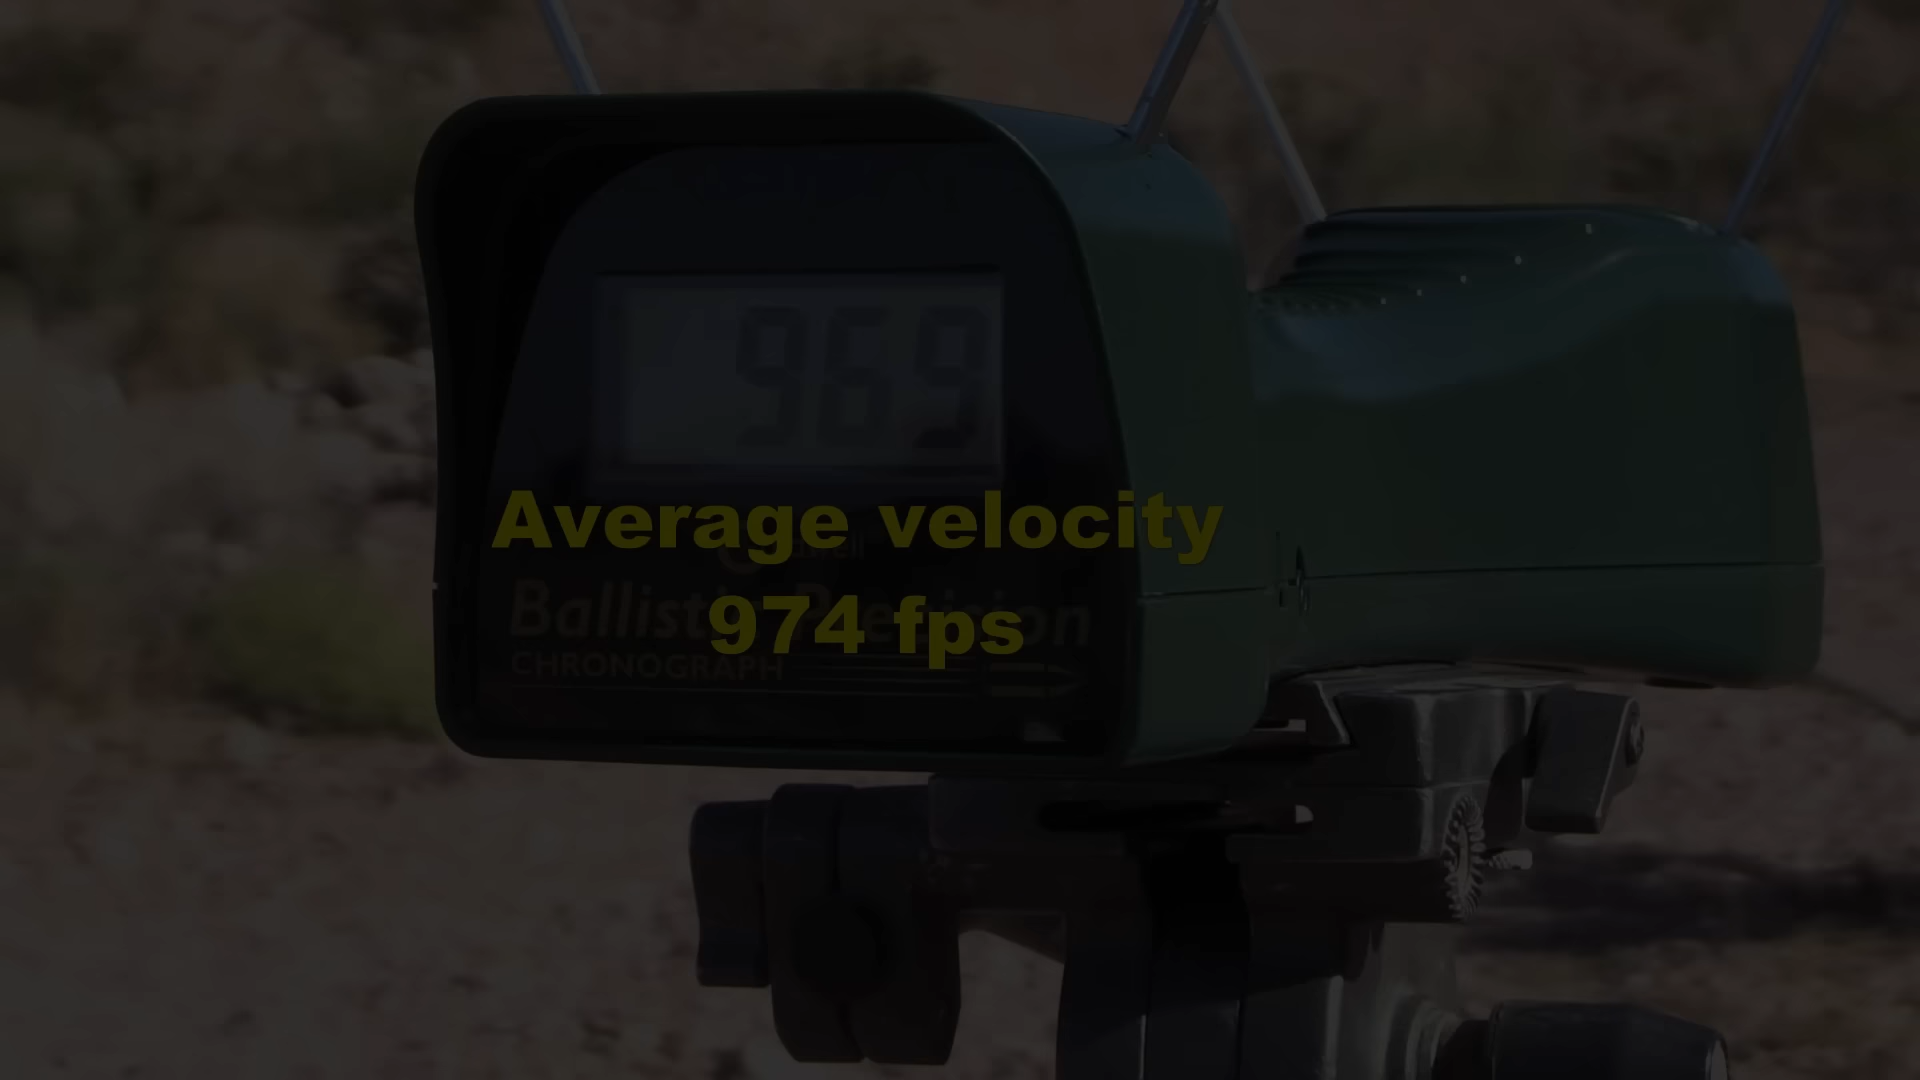 969
Average velocity
Ballistic Precision
974 fps
CHRONOGRAPH